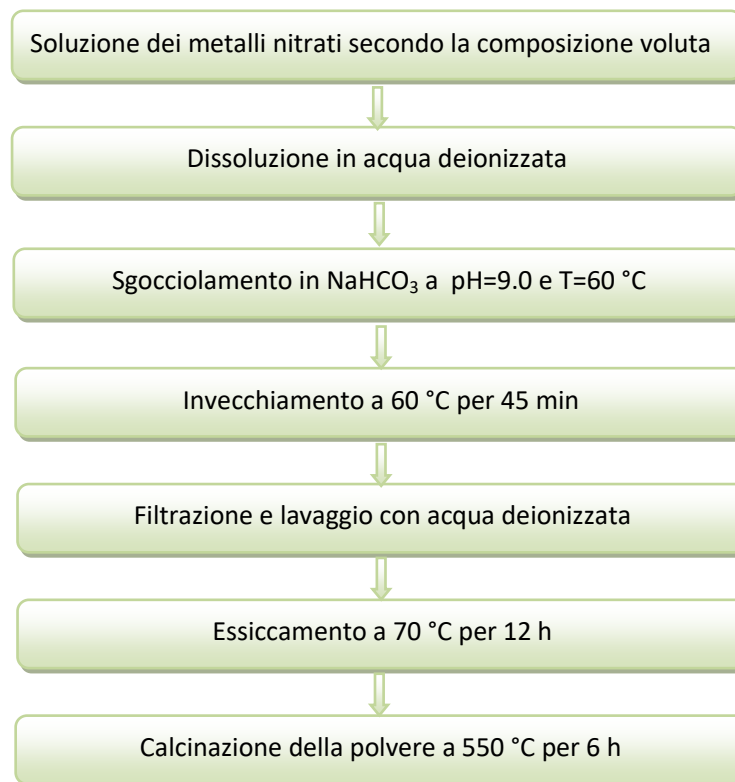 Soluzione dei metalli nitrati secondo la composizione voluta
Dissoluzione in acqua deionizzata
Sgocciolamento in NaHCO₃ a pH=9.0 e T=60 °C
Invecchiamento a 60 °C per 45 min
Filtrazione e lavaggio con acqua deionizzata
Essiccamento a 70 °C per 12 h
Calcinazione della polvere a 550 °C per 6 h